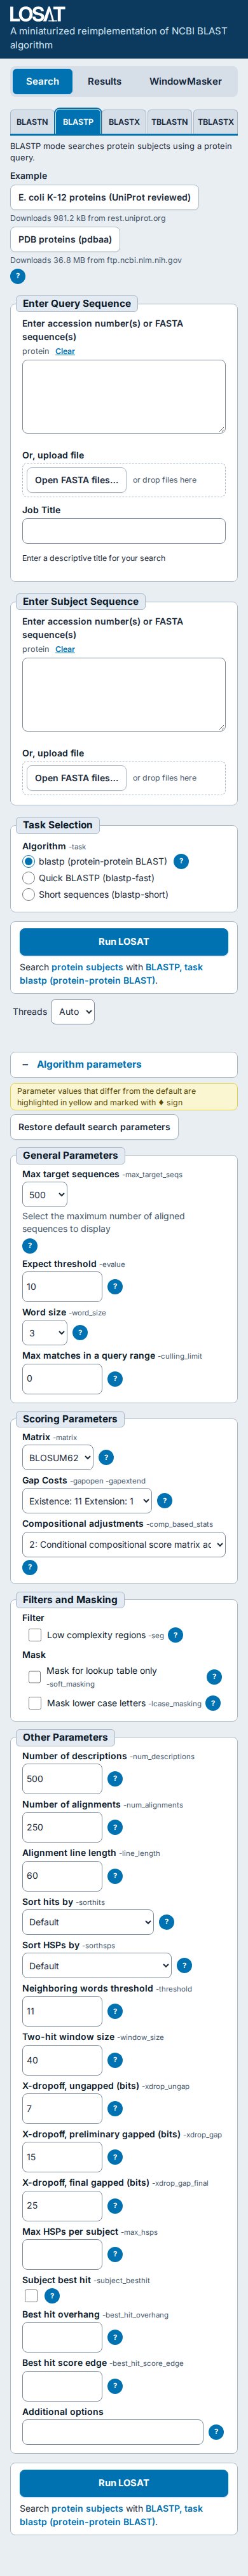 LOSAT
A miniaturized reimplementation of NCBI BLAST
algorithm
Search Results WindowMasker
BLASTN BLASTP BLASTX TBLASTN TBLASTX
BLASTP mode searches protein subjects using a protein
query.
Example
E. coli K-12 proteins (UniProt reviewed)
Downloads 981.2 kB from rest.uniprot.org
PDB proteins (pdbaa)
Downloads 36.8 MB from ftp.ncbi.nlm.nih.gov
?
Enter Query Sequence
Enter accession number(s) or FASTA
sequence(s)
protein Clear
Or, upload file
Open FASTA files... or drop files here
Job Title
Enter a descriptive title for your search
Enter Subject Sequence
Enter accession number(s) or FASTA
sequence(s)
protein Clear
Or, upload file
Open FASTA files... or drop files here
Task Selection
Algorithm -task
blastp (protein-protein BLAST) ?
Quick BLASTP (blastp-fast)
Short sequences (blastp-short)
Run LOSAT
Search protein subjects with BLASTP, task
blastp (protein-protein BLAST).
Threads Auto
− Algorithm parameters
Parameter values that differ from the default are
highlighted in yellow and marked with ♦ sign
Restore default search parameters
General Parameters
Max target sequences -max_target_seqs
500
Select the maximum number of aligned
sequences to display
?
Expect threshold -evalue
10 ?
Word size -word_size
3 ?
Max matches in a query range -culling_limit
0 ?
Scoring Parameters
Matrix -matrix
BLOSUM62 ?
Gap Costs -gapopen -gapextend
Existence: 11 Extension: 1 ?
Compositional adjustments -comp_based_stats
2: Conditional compositional score matrix ac
?
Filters and Masking
Filter
Low complexity regions -seg ?
Mask
Mask for lookup table only
-soft_masking ?
Mask lower case letters -lcase_masking ?
Other Parameters
Number of descriptions -num_descriptions
500 ?
Number of alignments -num_alignments
250 ?
Alignment line length -line_length
60 ?
Sort hits by -sorthits
Default ?
Sort HSPs by -sorthsps
Default ?
Neighboring words threshold -threshold
11 ?
Two-hit window size -window_size
40 ?
X-dropoff, ungapped (bits) -xdrop_ungap
7 ?
X-dropoff, preliminary gapped (bits) -xdrop_gap
15 ?
X-dropoff, final gapped (bits) -xdrop_gap_final
25 ?
Max HSPs per subject -max_hsps
?
Subject best hit -subject_besthit
?
Best hit overhang -best_hit_overhang
?
Best hit score edge -best_hit_score_edge
?
Additional options
?
Run LOSAT
Search protein subjects with BLASTP, task
blastp (protein-protein BLAST).